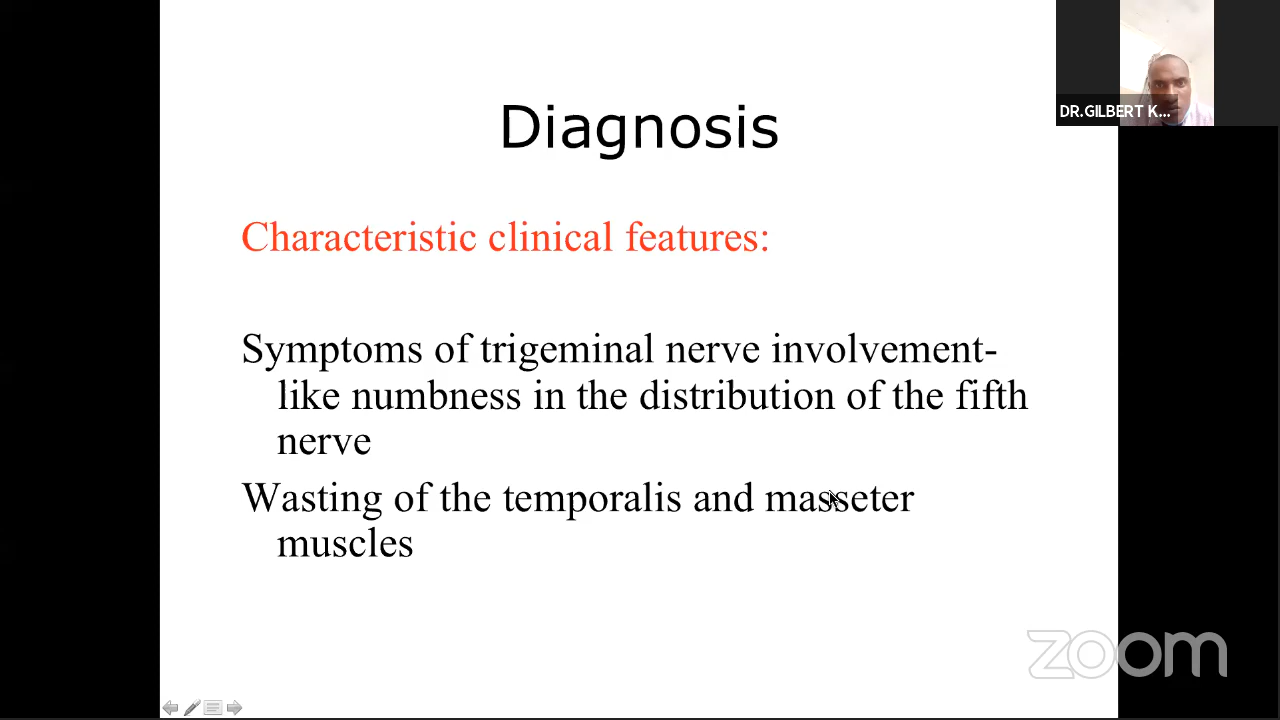 Diagnosis
DR.GILBERT K...
Characteristic clinical features:
Symptoms of trigeminal nerve involvement-
like numbness in the distribution of the fifth
nerve
Wasting of the temporalis and masseter
muscles
zoom